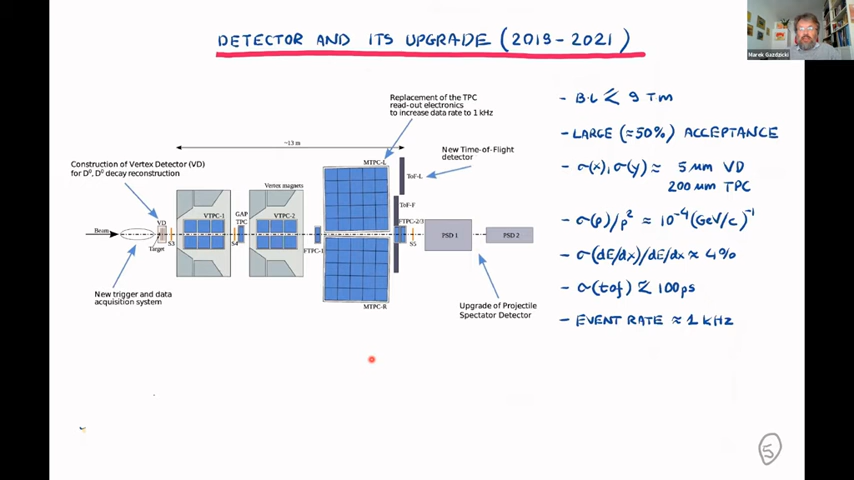 DETECTOR AND ITS UPGRADE (2019-2021)
Marek Gazdzicki
Replacement of the TPC
read-out electronics
to increase data rate to 1 kHz
~13 m
New Time-of-Flight
detector
Construction of Vertex Detector (VD)
for D⁰, D̅⁰ decay reconstruction
MTPC-L
ToF-L
Vertex magnets
GAP
TPC
VTPC-1
VTPC-2
ToF-F
VD
FTPC-2/3
Beam
Target
S3
S4
FTPC-1
S5
PSD 1
PSD 2
New trigger and data
acquisition system
MTPC-R
Upgrade of Projectile
Spectator Detector
- B·L ≲ 9 Tm
- LARGE (≈50%) ACCEPTANCE
- σ(x), σ(y) ≈ 5 μm VD
200 μm TPC
- σ(p)/p² ≈ 10⁻⁴ (GeV/c)⁻¹
- σ(dE/dx)/dE/dx ≈ 4%
- σ(tof) ≲ 100 ps
- EVENT RATE ≈ 1 kHz
5